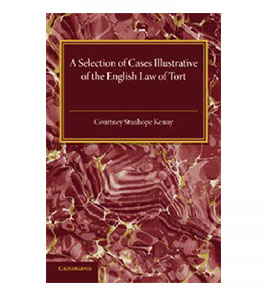 A Selection of Cases Illustrative
of the English Law of Tort
Courtney Stanhope Kenny
CAMBRIDGE